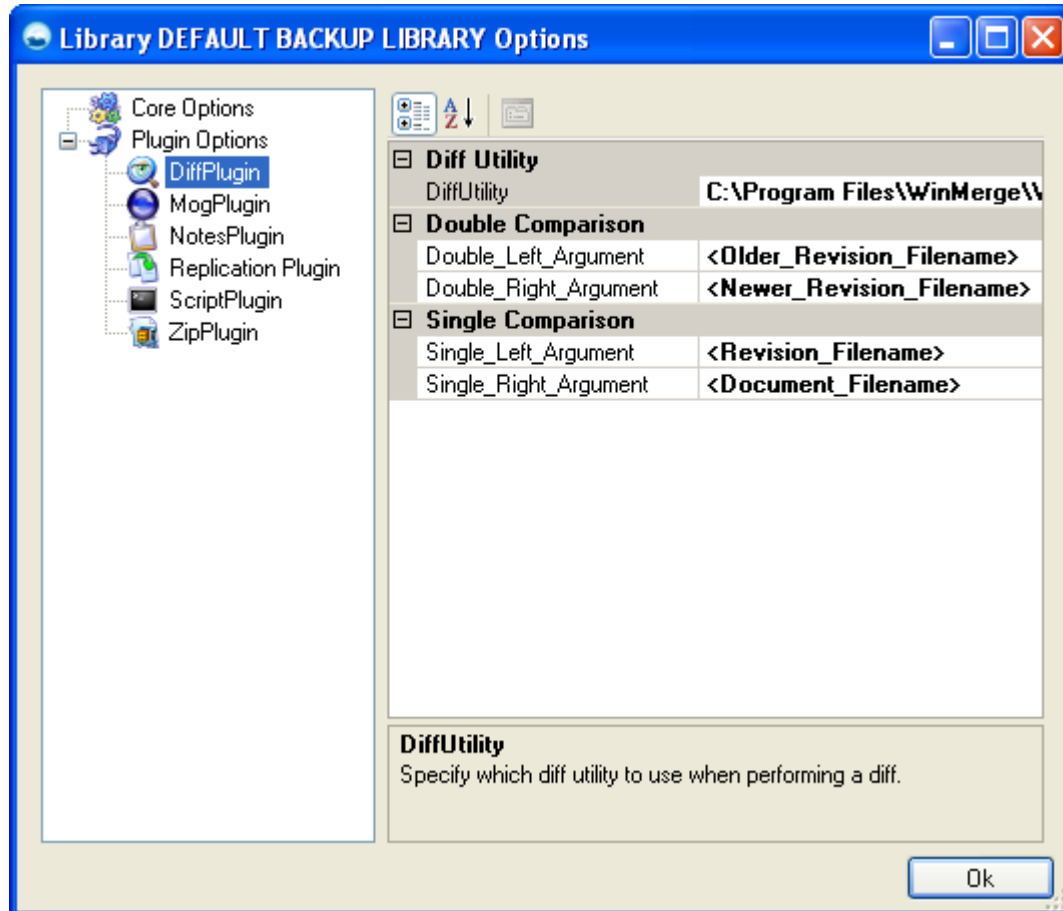 Library DEFAULT BACKUP LIBRARY Options
Core Options
Plugin Options
DiffPlugin
MogPlugin
NotesPlugin
Replication Plugin
ScriptPlugin
ZipPlugin
Diff Utility
DiffUtility C:\Program Files\WinMerge\
Double Comparison
Double_Left_Argument <Older_Revision_Filename>
Double_Right_Argument <Newer_Revision_Filename>
Single Comparison
Single_Left_Argument <Revision_Filename>
Single_Right_Argument <Document_Filename>
DiffUtility
Specify which diff utility to use when performing a diff.
Ok